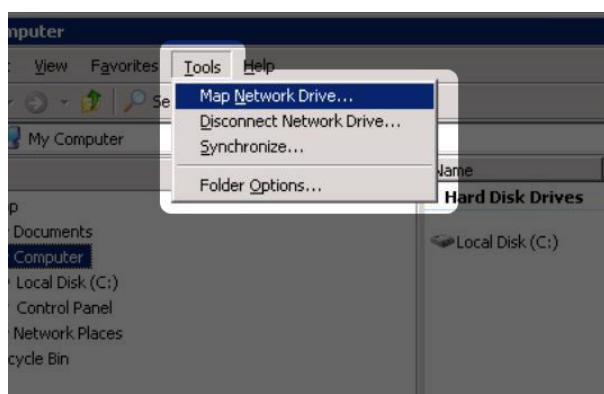 mputer
View Favorites Tools Help
Se
My Computer
Map Network Drive...
Disconnect Network Drive...
Synchronize...
Folder Options...
Name
Hard Disk Drives
Local Disk (C:)
p
Documents
Computer
Local Disk (C:)
Control Panel
Network Places
cycle Bin